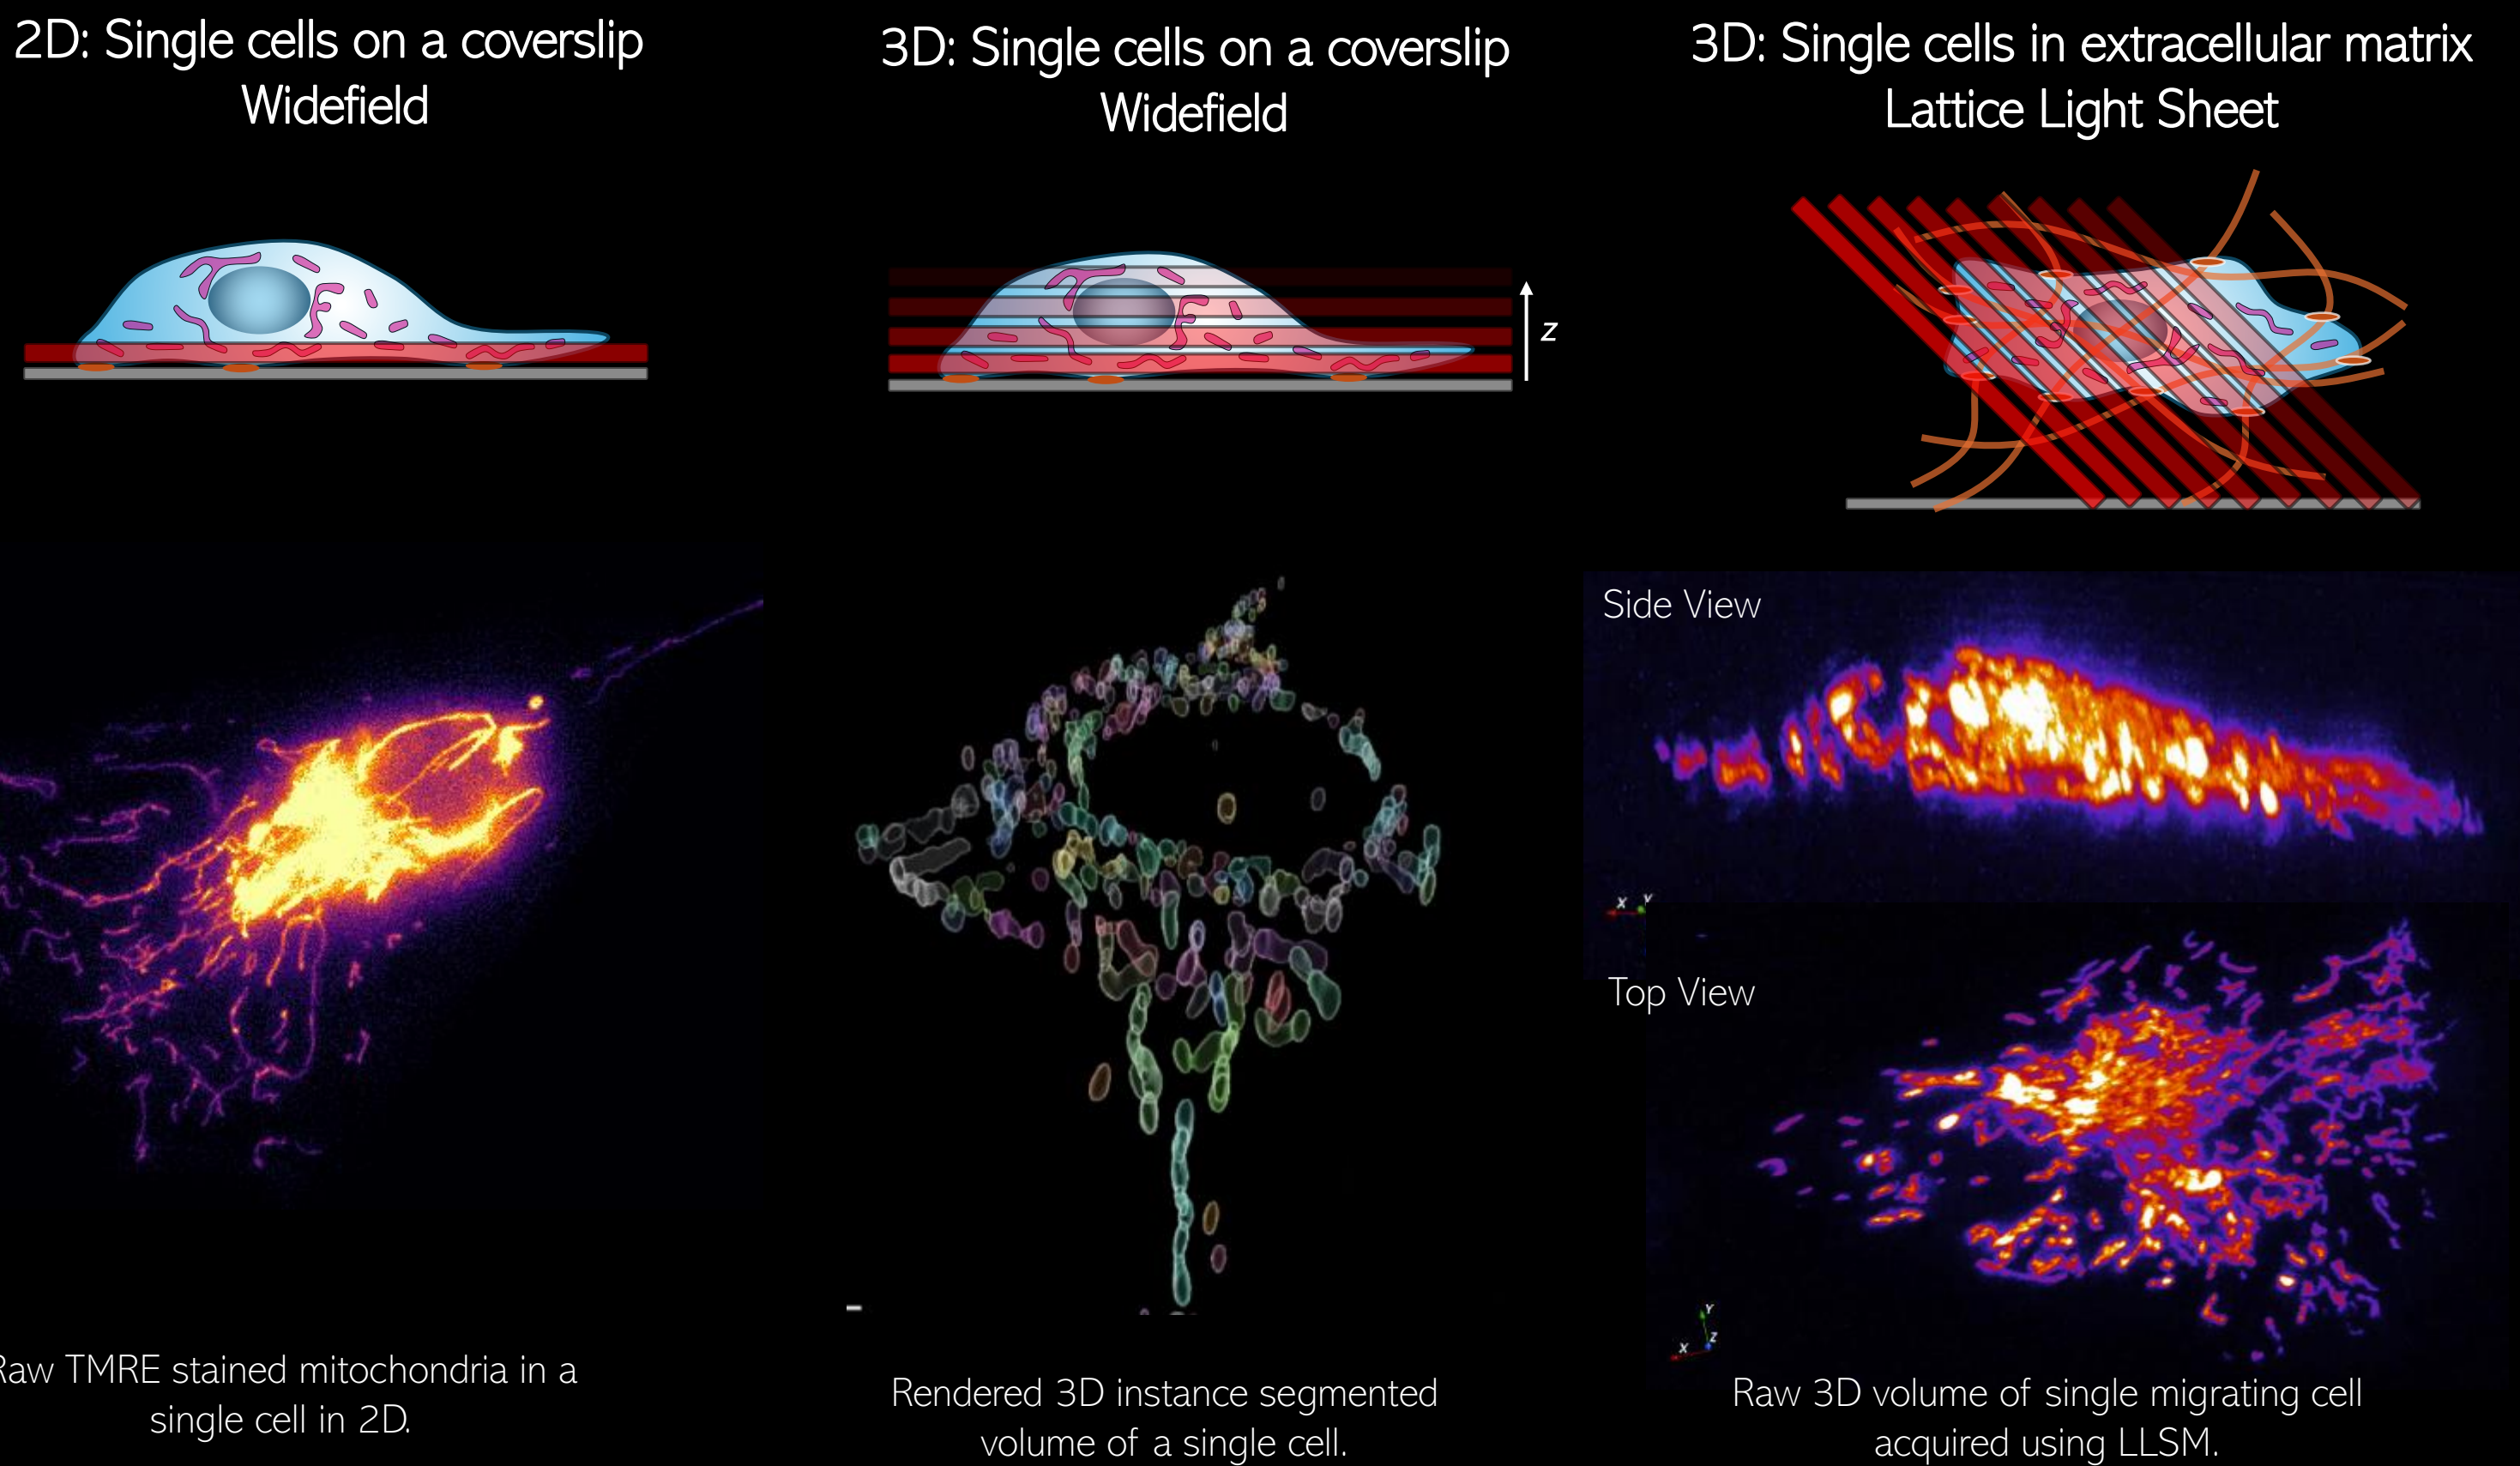 2D: Single cells on a coverslip
Widefield
3D: Single cells on a coverslip
Widefield
3D: Single cells in extracellular matrix
Lattice Light Sheet
z
Side View
X Y
Top View
Y
Z
X
Raw TMRE stained mitochondria in a
single cell in 2D.
Rendered 3D instance segmented
volume of a single cell.
Raw 3D volume of single migrating cell
acquired using LLSM.